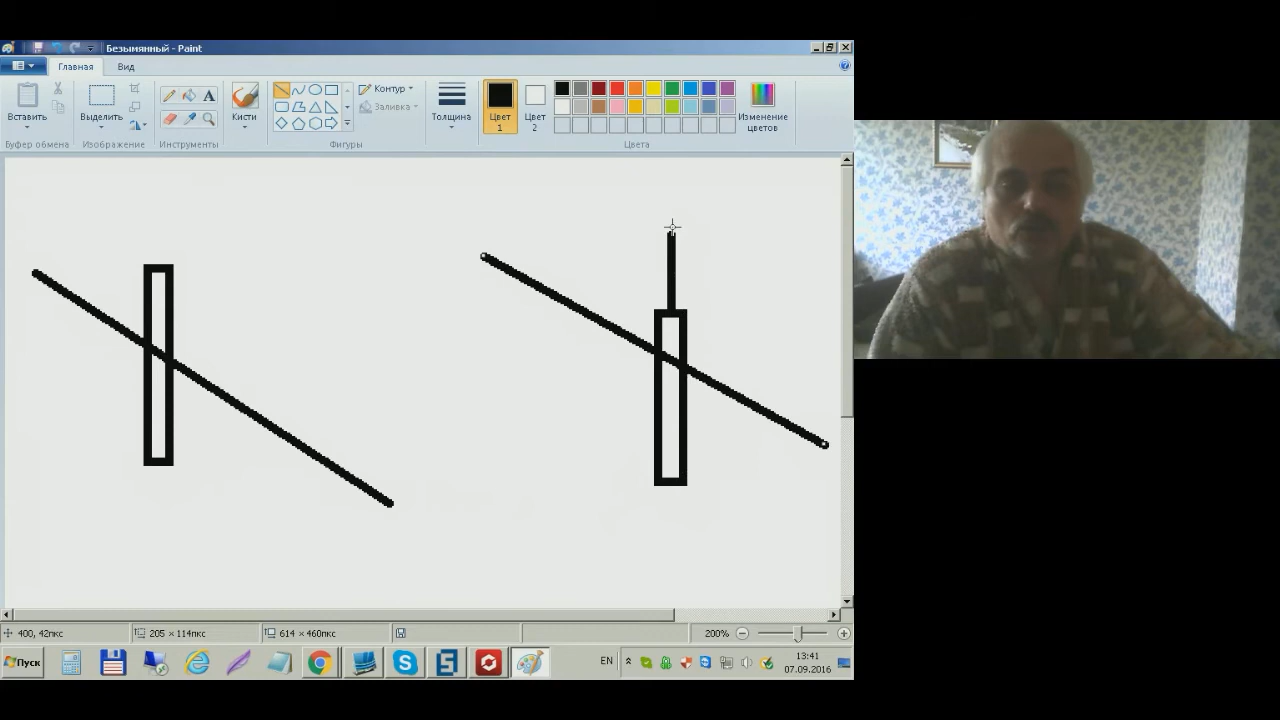 Безымянный - Paint
Главная
Вид
A
Контур
Заливка
Вставить
Выделить
Кисти
Толщина
Цвет
1
Цвет
2
Изменение
цветов
Буфер обмена
Изображение
Инструменты
Фигуры
Цвета
400, 42пкс
205 × 114пкс
614 × 460пкс
200%
Пуск
EN
13:41
07.09.2016